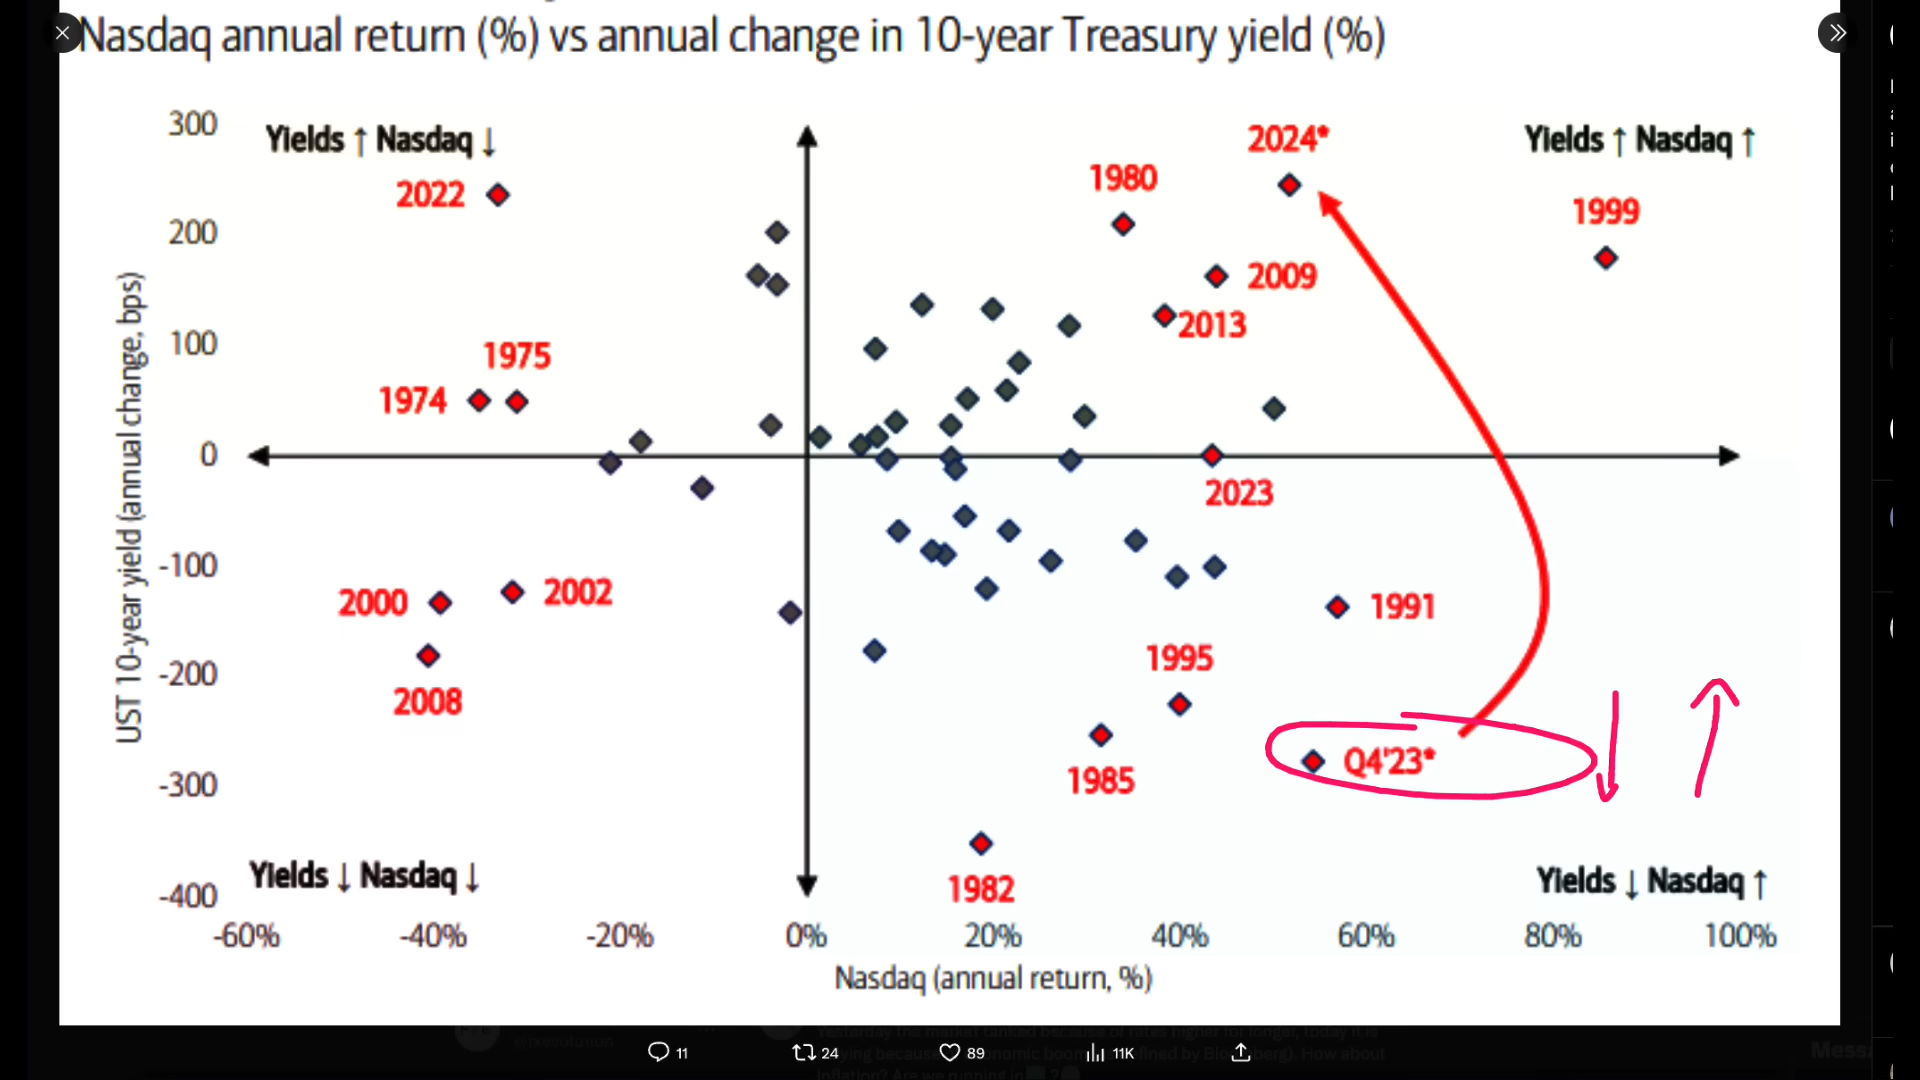 Nasdaq annual return (%) vs annual change in 10-year Treasury yield (%)
300
Yields ↑ Nasdaq ↓
2024*
Yields ↑ Nasdaq ↑
1980
2022
1999
200
2009
2013
100
1975
1974
0
2023
-100
2000
2002
1991
1995
-200
2008
Q4'23*
1985
-300
Yields ↓ Nasdaq ↓
1982
Yields ↓ Nasdaq ↑
-400
UST 10-year yield (annual change, bps)
-60% -40% -20% 0% 20% 40% 60% 80% 100%
Nasdaq (annual return, %)
11 24 89 11K